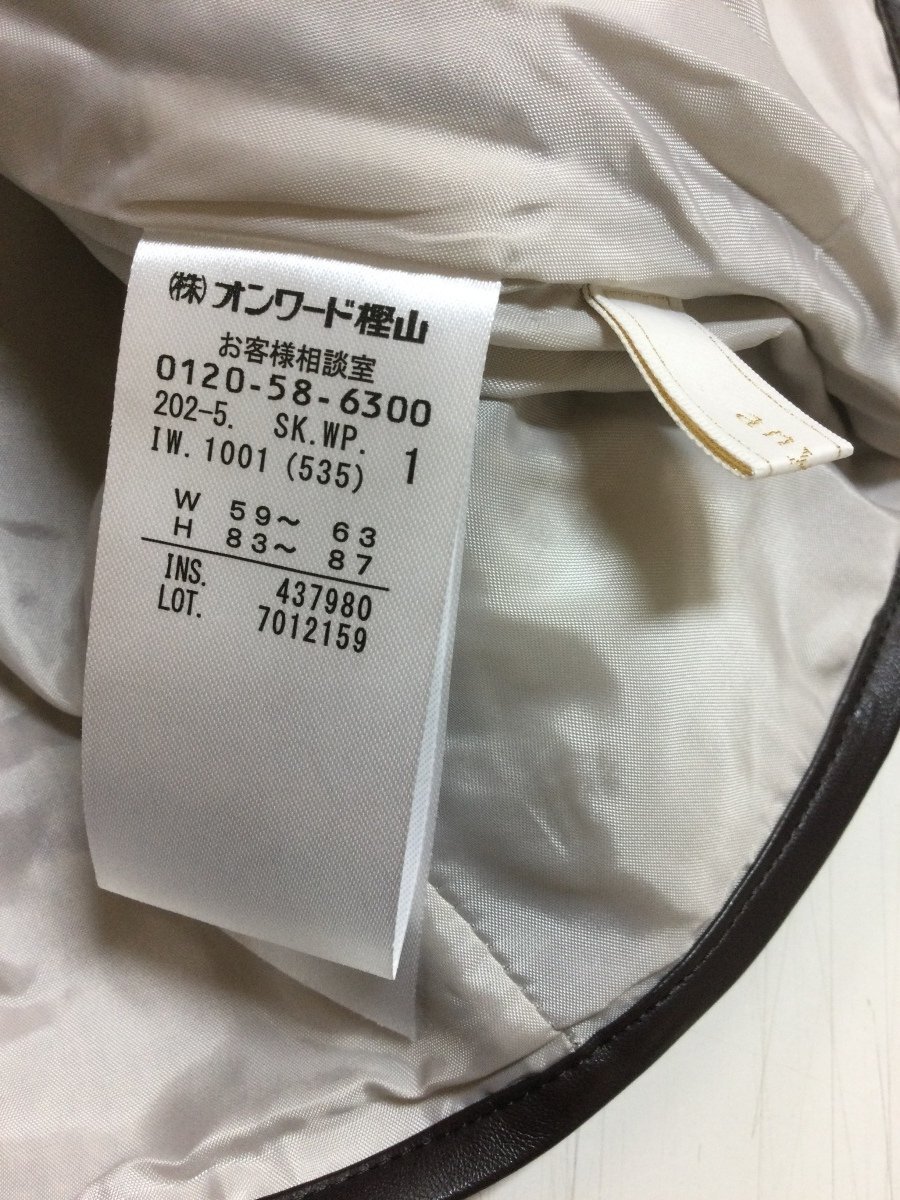 ㈱オンワード樫山
お客様相談室
0120-58-6300
202-5. SK.WP.
IW.1001(535) 1
W 59～ 63
H 83～ 87
INS. 437980
LOT. 7012159